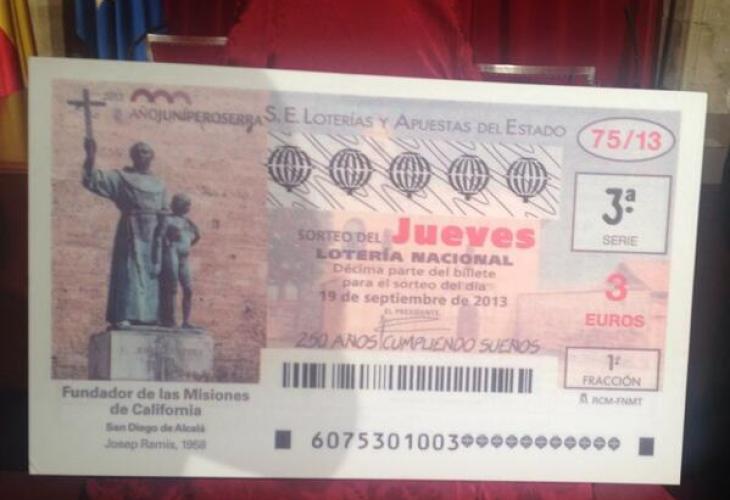 2013
AÑOJUNÍPEROSERRA
S.E. LOTERÍAS Y APUESTAS DEL ESTADO
75/13
3.ª
SERIE
SORTEO DEL Jueves
LOTERÍA NACIONAL
Décima parte del billete
para el sorteo del día
19 de septiembre de 2013
EL PRESIDENTE
3
EUROS
250 AÑOS CUMPLIENDO SUEÑOS
1ª
FRACCIÓN
RCM-FNMT
Fundador de las Misiones
de California
San Diego de Alcalá
Josep Ramis, 1958
6075301003